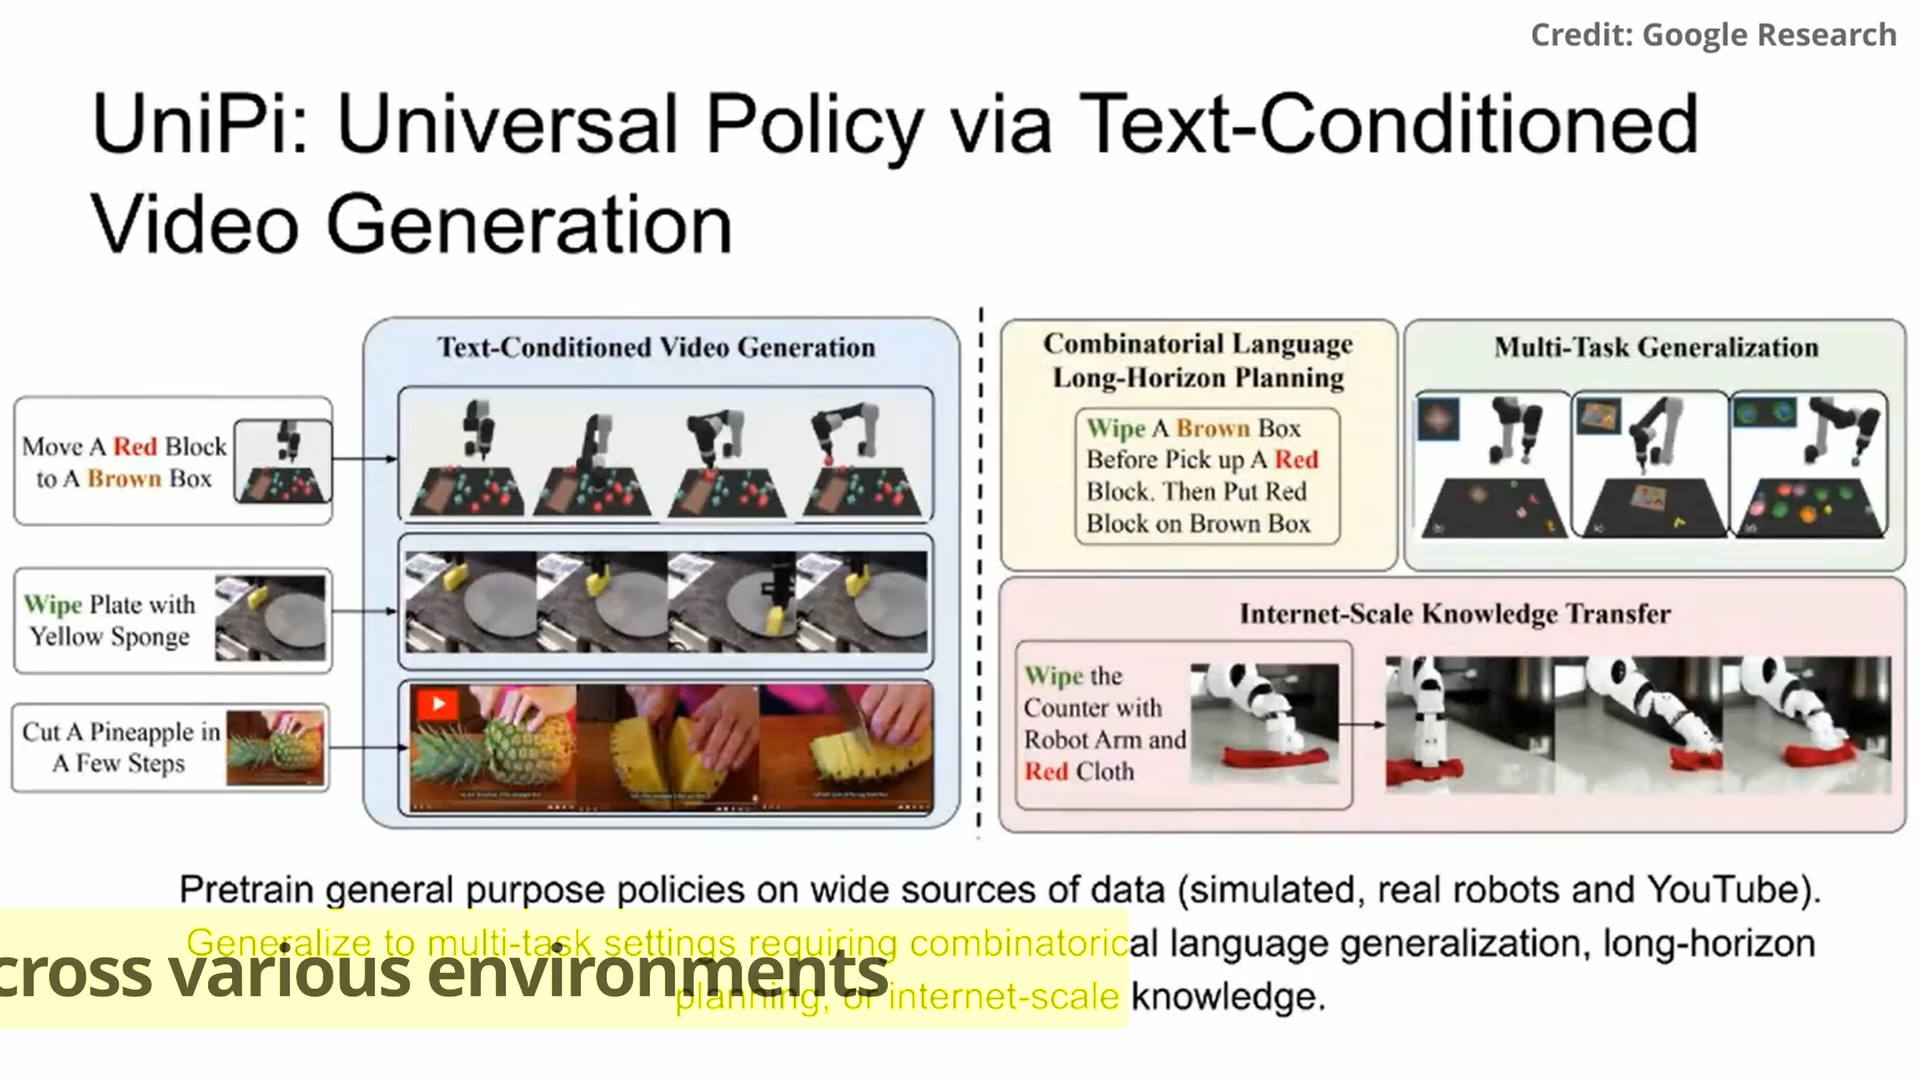 Credit: Google Research
UniPi: Universal Policy via Text-Conditioned
Video Generation
Move A Red Block
to A Brown Box
Wipe Plate with
Yellow Sponge
Cut A Pineapple in
A Few Steps
Text-Conditioned Video Generation
Combinatorial Language
Long-Horizon Planning
Wipe A Brown Box
Before Pick up A Red
Block. Then Put Red
Block on Brown Box
Multi-Task Generalization
Internet-Scale Knowledge Transfer
Wipe the
Counter with
Robot Arm and
Red Cloth
Pretrain general purpose policies on wide sources of data (simulated, real robots and YouTube).
Generalize to multi-task settings requiring combinatorical language generalization, long-horizon
planning, or internet-scale knowledge.
cross various environments